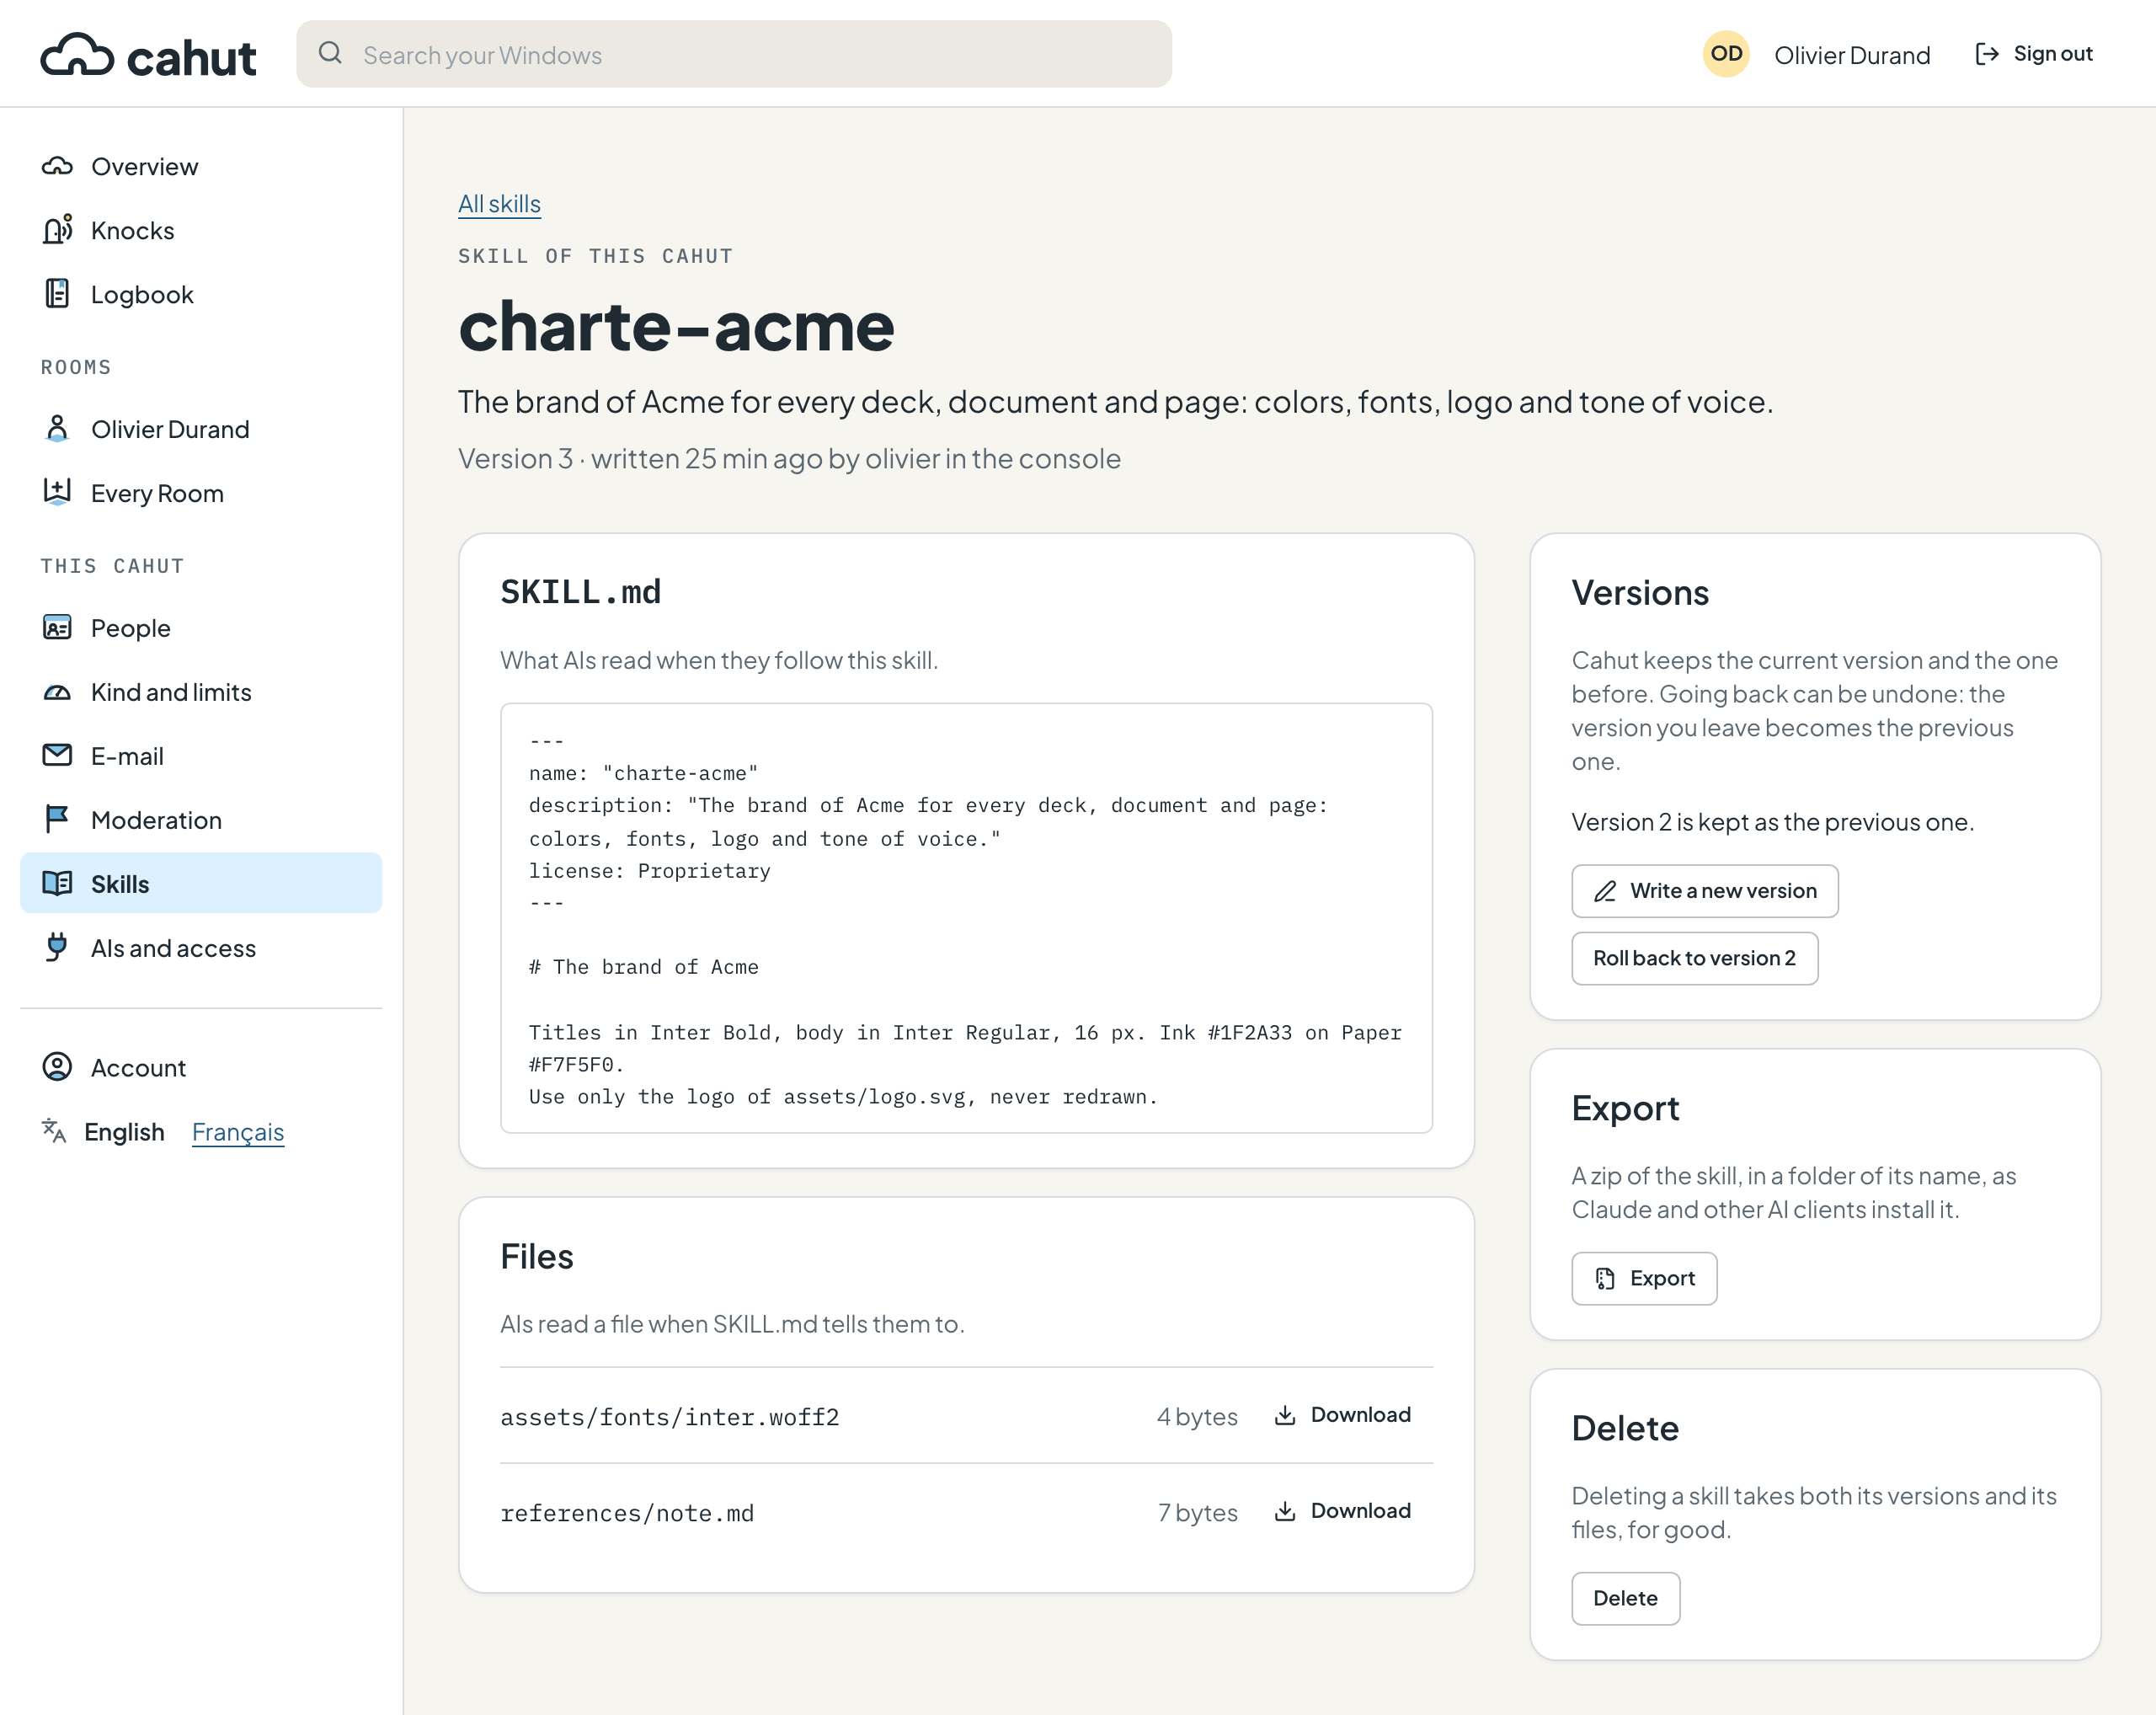 cahut
Search your Windows
OD
Olivier Durand
Sign out
Overview
Knocks
Logbook
ROOMS
Olivier Durand
Every Room
THIS CAHUT
People
Kind and limits
E-mail
Moderation
Skills
AIs and access
Account
English
Français
All skills
SKILL OF THIS CAHUT
charte-acme
The brand of Acme for every deck, document and page: colors, fonts, logo and tone of voice.
Version 3 · written 25 min ago by olivier in the console
SKILL.md
What AIs read when they follow this skill.
---
name: "charte-acme"
description: "The brand of Acme for every deck, document and page:
colors, fonts, logo and tone of voice."
license: Proprietary
---
# The brand of Acme
Titles in Inter Bold, body in Inter Regular, 16 px. Ink #1F2A33 on Paper
#F7F5F0.
Use only the logo of assets/logo.svg, never redrawn.
Files
AIs read a file when SKILL.md tells them to.
assets/fonts/inter.woff2
4 bytes
Download
references/note.md
7 bytes
Download
Versions
Cahut keeps the current version and the one
before. Going back can be undone: the
version you leave becomes the previous
one.
Version 2 is kept as the previous one.
Write a new version
Roll back to version 2
Export
A zip of the skill, in a folder of its name, as
Claude and other AI clients install it.
Export
Delete
Deleting a skill takes both its versions and its
files, for good.
Delete